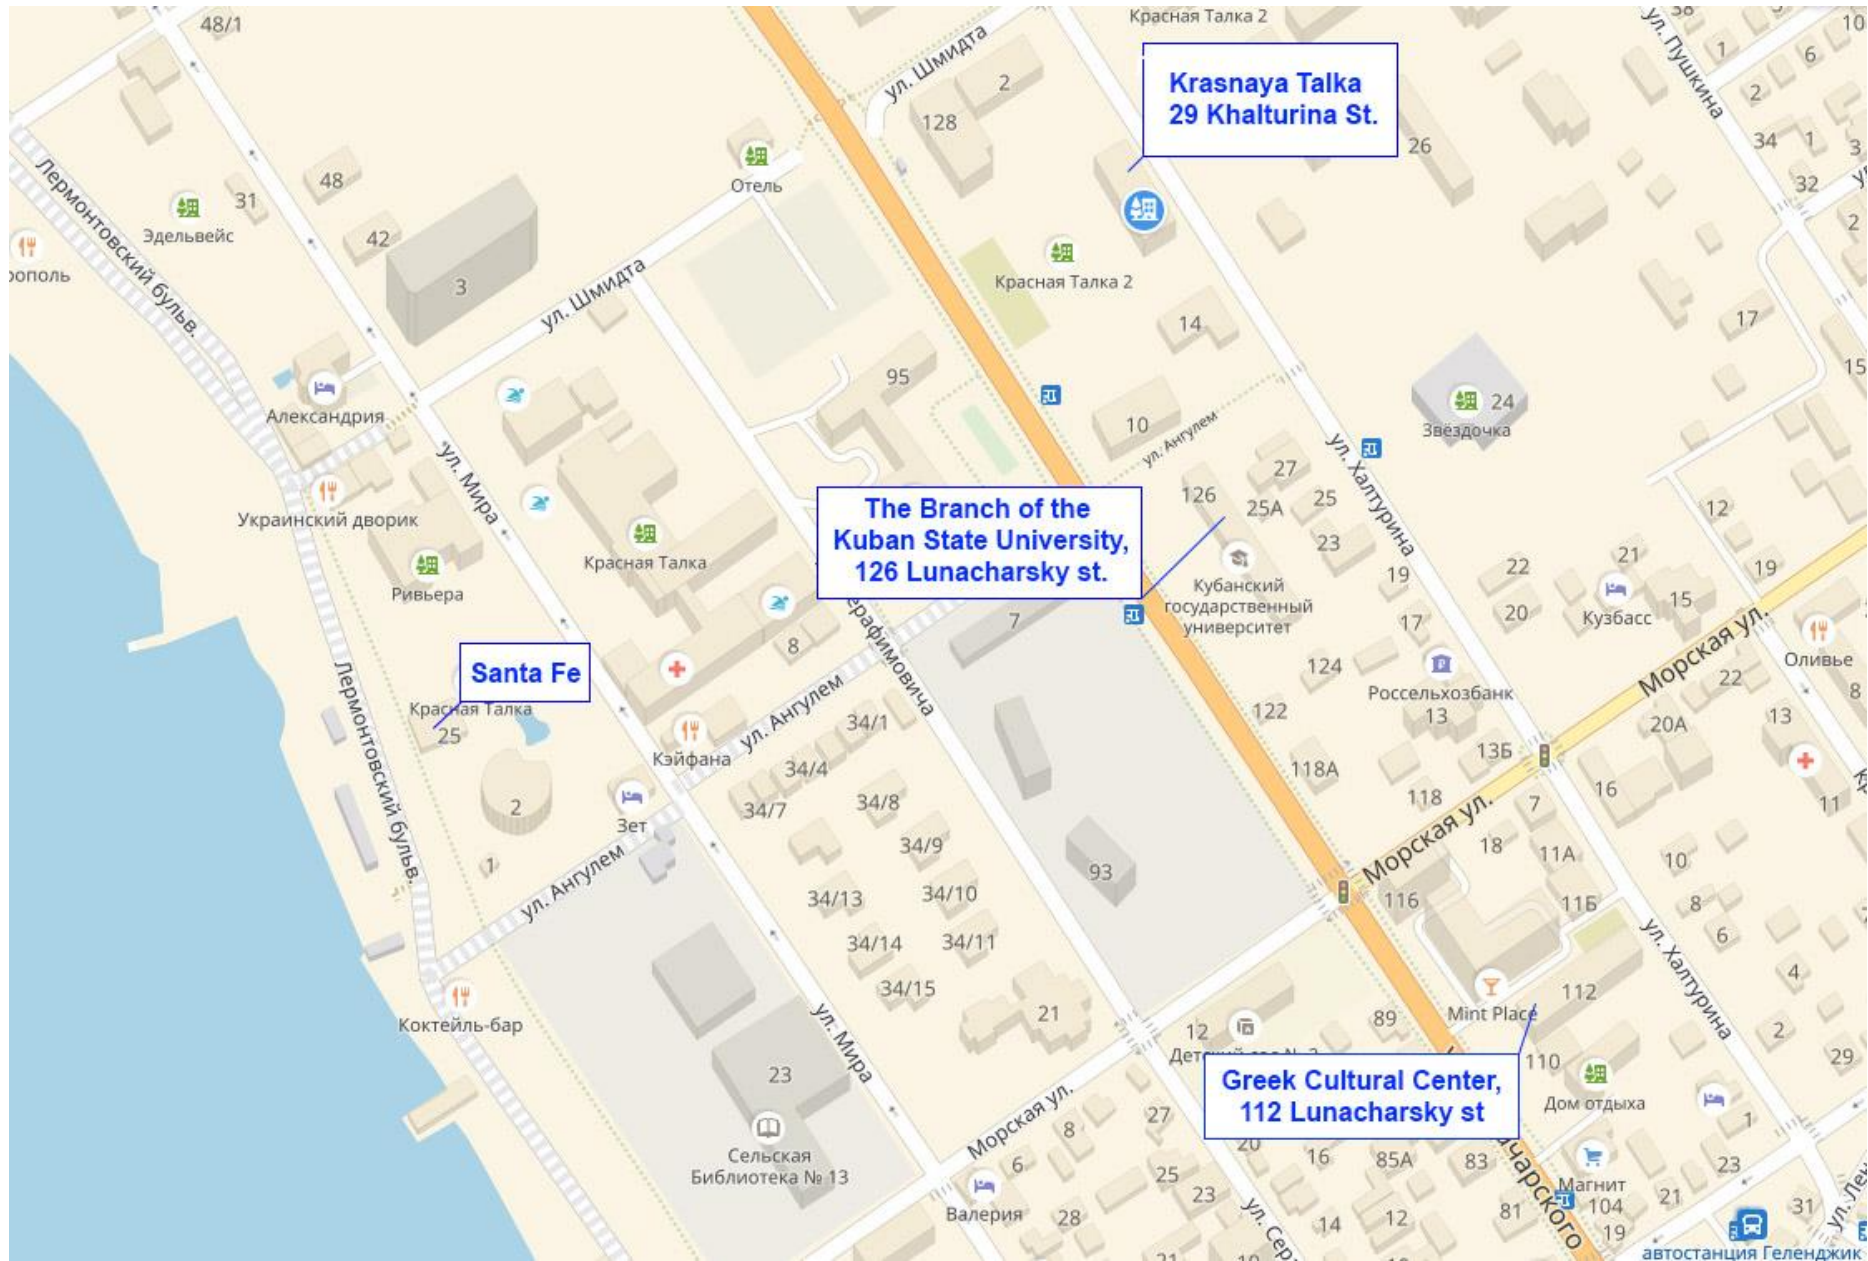 48/1
Красная Талка 2
38
10
ул. Шмидта
2
ул. Пушкина
1
6
2
Krasnaya Talka
29 Khalturina St.
128
26
34
1
3
Лермонтовский бульв.
48
31
Отель
32
Эдельвейс
42
2
3
Красная Талка 2
ул. Шмидта
14
17
95
15
Александрия
10
24
Звёздочка
ул. Ангулем
ул. Мира
ул. Халтурина
27
126
25А
25
12
The Branch of the
Kuban State University,
126 Lunacharsky st.
Украинский дворик
23
21
Красная Талка
22
19
19
Ривьера
Кубанский
государственный
университет
20
Кузбасс
15
7
17
Морская ул.
8
124
Оливье
Santa Fe
Россельхозбанк
22
8
Лермонтовский бульв.
Красная Талка
25
ул. Ангулем
34/1
122
13
20А
13
Кэйфана
34/4
118А
13Б
2
34/7
34/8
118
7
16
11
Зет
Морская ул.
34/9
18
11А
10
1
ул. Ангулем
93
34/13
34/10
116
11Б
8
34/14
34/11
6
ул. Халтурина
34/15
4
Коктейль-бар
ул. Мира
21
12
89
Mint Place
112
2
29
110
23
Greek Cultural Center,
112 Lunacharsky st
Дом отдыха
Морская ул.
8
27
1
Сельская
Библиотека № 13
6
20
16
85А
83
Магнит
23
25
23
104
21
31
Валерия
28
14
12
81
19
автостанция Геленджик